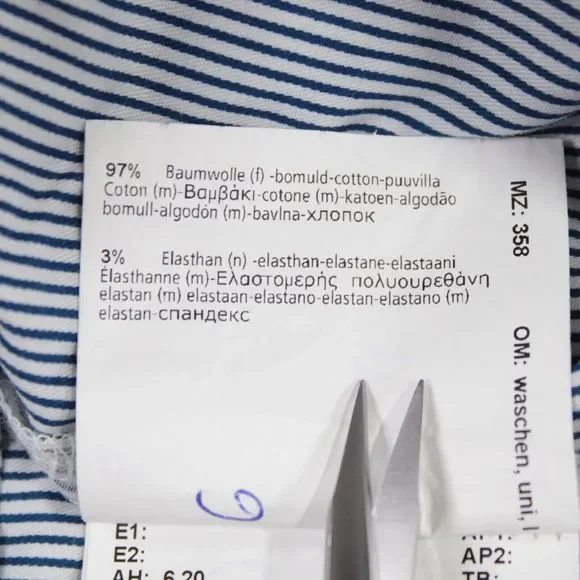 97% Baumwolle (f) -bomuld-cotton-puuvilla
Coton (m)-Βαμβάκι-cotone (m)-katoen-algodão
bomull-algodón (m)-bavlna-хлопок
3% Elasthan (n) -elasthan-elastane-elastaani
Élasthanne (m)-Ελαστομερής πολυουρεθάνη
elastan (m) elastaan-elastano-elastan-elastano (m)
elastan-спандекс
MZ: 358
OM: waschen, uni,
E1:
E2:
AH: 6.20
AP2: